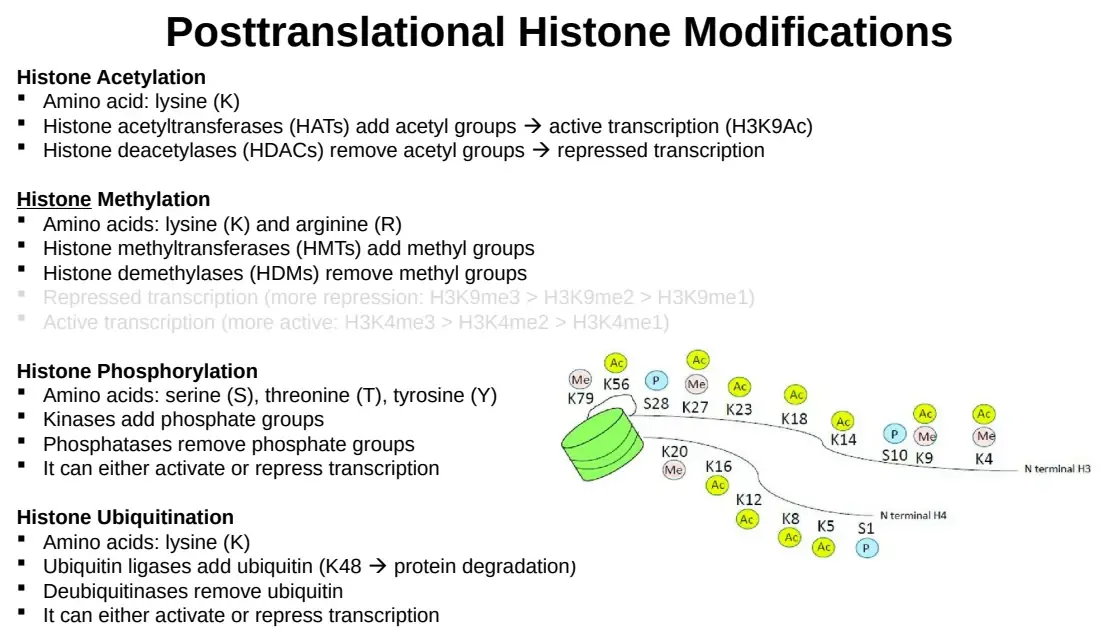 Posttranslational Histone Modifications
Histone Acetylation
▪ Amino acid: lysine (K)
▪ Histone acetyltransferases (HATs) add acetyl groups → active transcription (H3K9Ac)
▪ Histone deacetylases (HDACs) remove acetyl groups → repressed transcription
Histone Methylation
▪ Amino acids: lysine (K) and arginine (R)
▪ Histone methyltransferases (HMTs) add methyl groups
▪ Histone demethylases (HDMs) remove methyl groups
▪ Repressed transcription (more repression: H3K9me3 > H3K9me2 > H3K9me1)
▪ Active transcription (more active: H3K4me3 > H3K4me2 > H3K4me1)
Histone Phosphorylation
▪ Amino acids: serine (S), threonine (T), tyrosine (Y)
▪ Kinases add phosphate groups
▪ Phosphatases remove phosphate groups
▪ It can either activate or repress transcription
Histone Ubiquitination
▪ Amino acids: lysine (K)
▪ Ubiquitin ligases add ubiquitin (K48 → protein degradation)
▪ Deubiquitinases remove ubiquitin
▪ It can either activate or repress transcription
Me
K79
Ac
K56
P
S28
Ac
Me
K27
Ac
K23
Ac
K18
Ac
K14
P
S10
Ac
Me
K9
Ac
Me
K4
N terminal H3
K20
Me
K16
Ac
K12
Ac
K8
Ac
K5
Ac
S1
P
N terminal H4